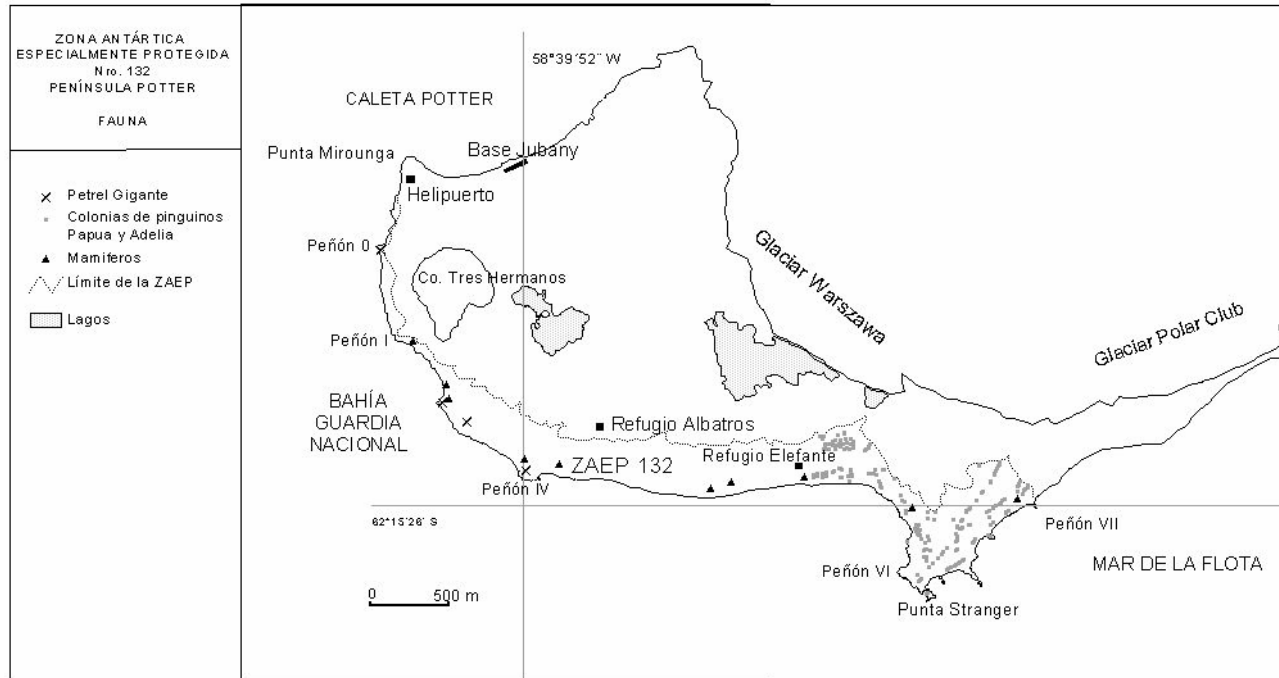 ZONA ANTÁRTICA
ESPECIALMENTE PROTEGIDA
Nro. 132
PENÍNSULA POTTER
FAUNA
Petrel Gigante
Colonias de pinguinos
Papua y Adelia
Mamiferos
Límite de la ZAEP
Lagos
58°39´52¨ W
CALETA POTTER
Punta Mirounga
Base Jubany
Helipuerto
Peñón 0
Co. Tres Hermanos
Glaciar Warszawa
Glaciar Polar Club
Peñón I
BAHÍA
GUARDIA
NACIONAL
Refugio Albatros
Refugio Elefante
ZAEP 132
Peñón IV
62°15´26¨ S
Peñón VII
Peñón VI
MAR DE LA FLOTA
Punta Stranger
0 500 m